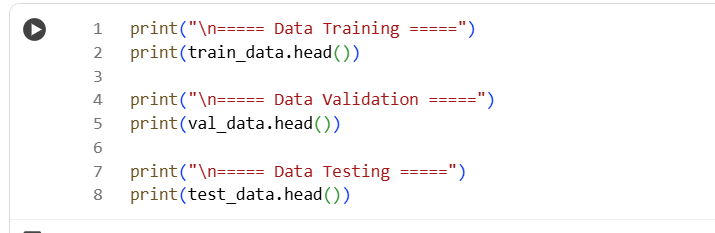 1 print("\n===== Data Training =====")
2 print(train_data.head())
3
4 print("\n===== Data Validation =====")
5 print(val_data.head())
6
7 print("\n===== Data Testing =====")
8 print(test_data.head())